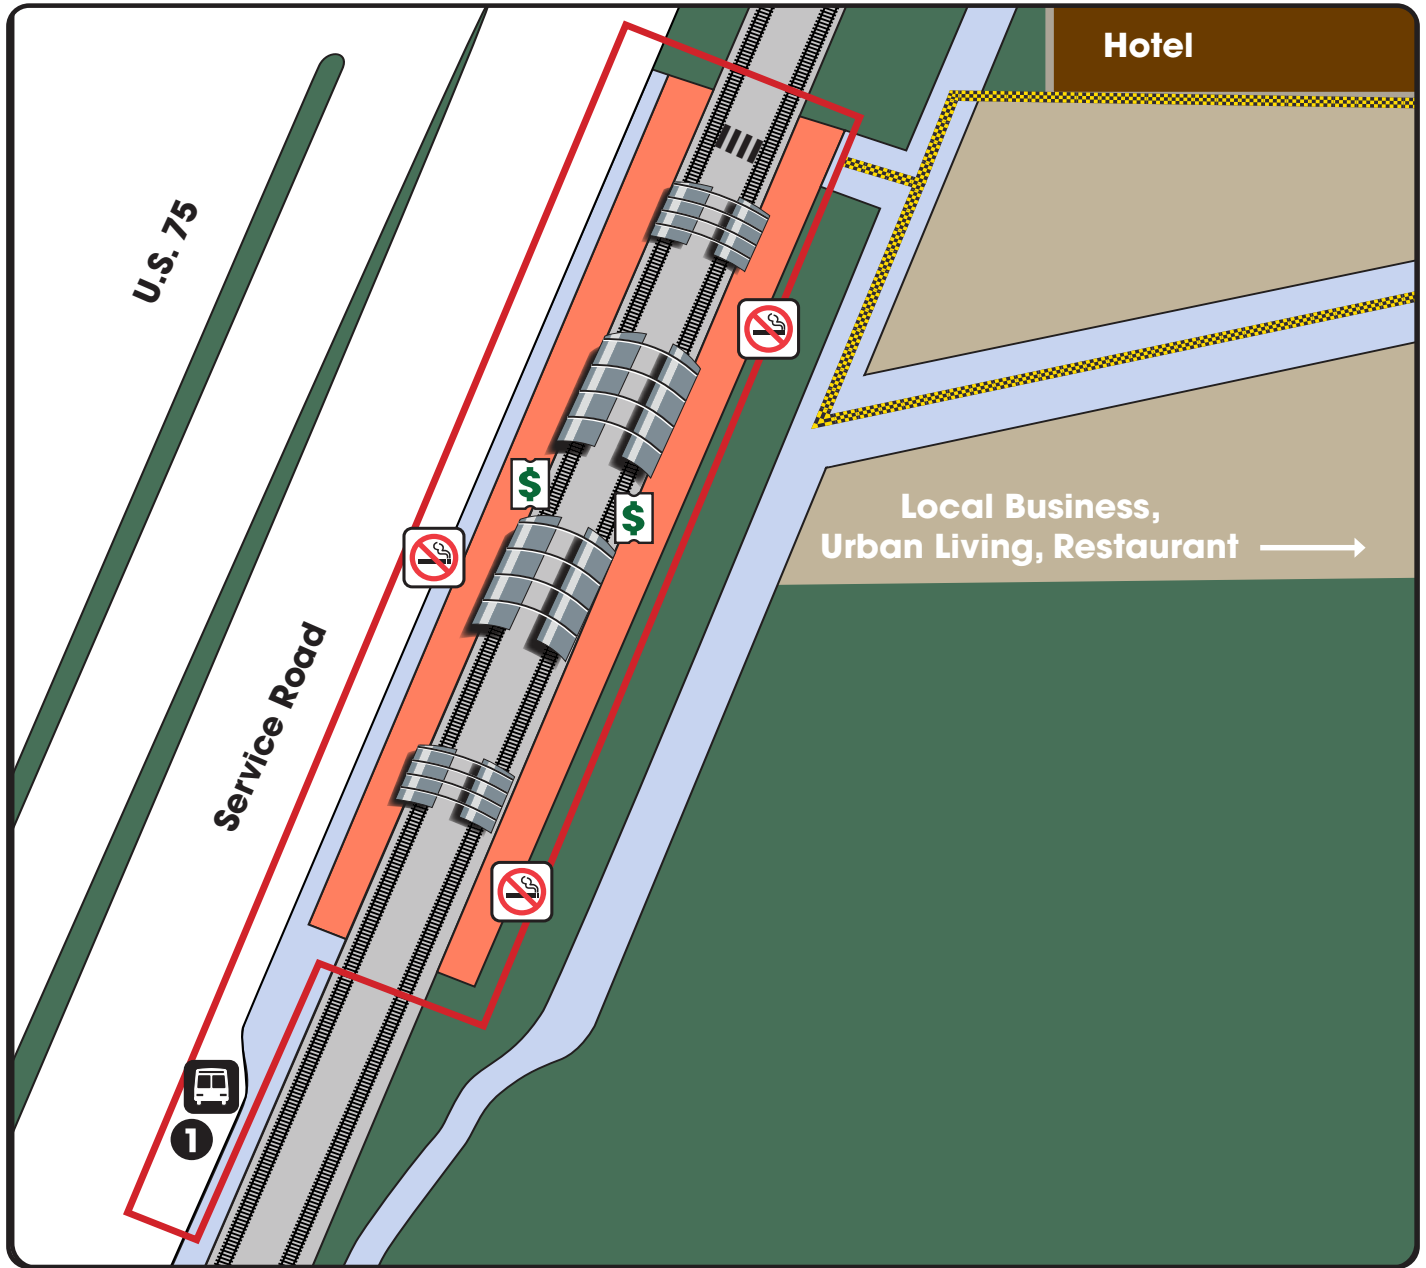 Hotel
U.S. 75
$
$
Local Business,
Urban Living, Restaurant
Service Road
1